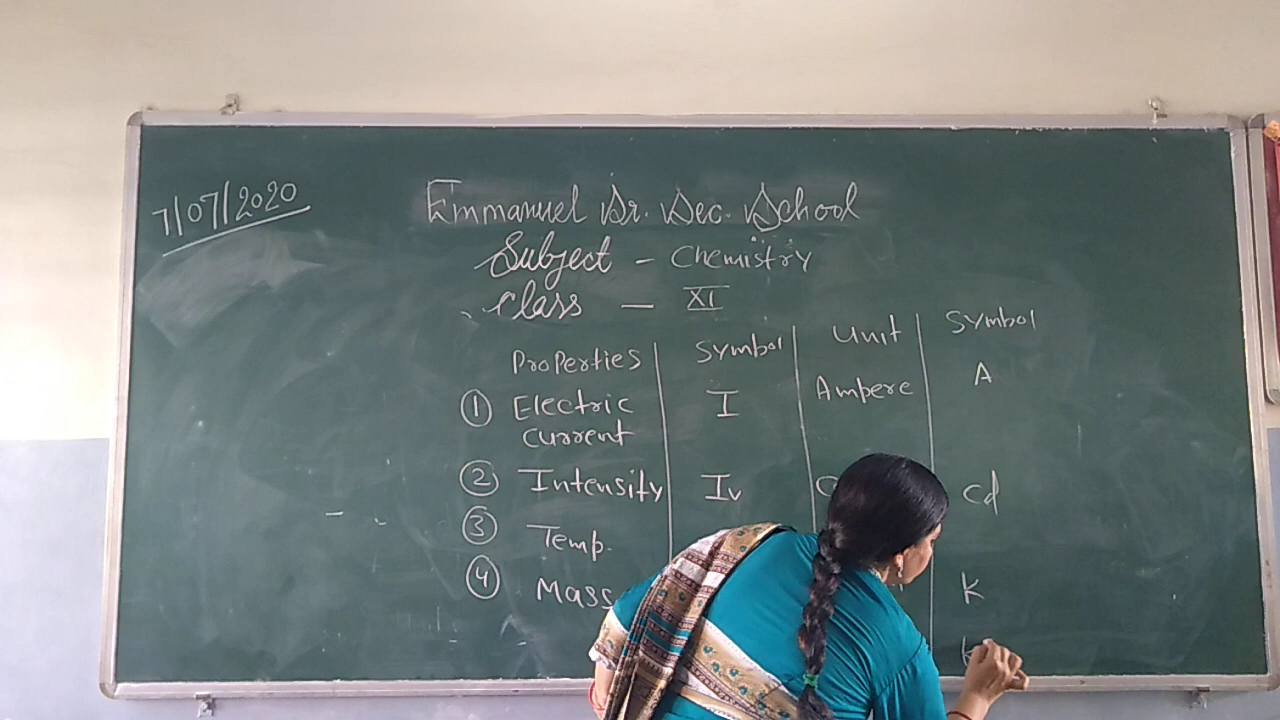 7/07/2020
Emmanuel Sr. Sec. School
Subject - Chemistry
Class - XI
Properties Symbol Unit Symbol
① Electric current I Ampere A
② Intensity Iv Cd
③ Temp. K
④ Mass